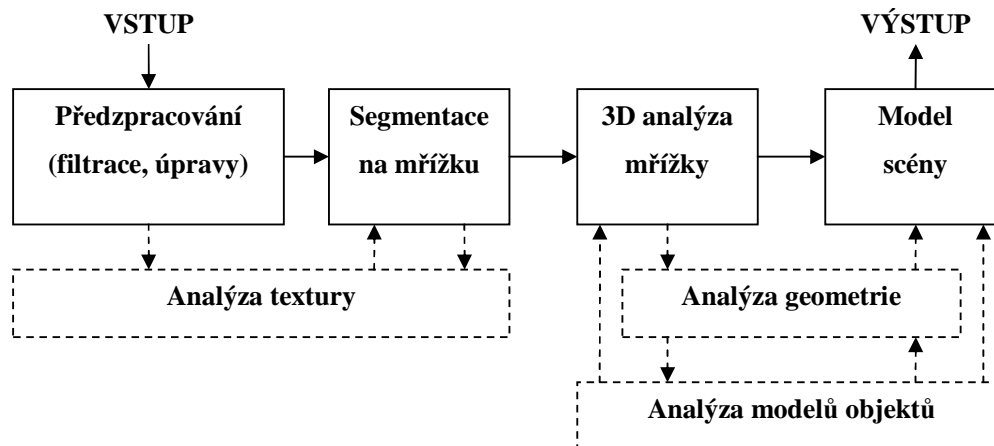 VSTUP
VÝSTUP
Předzpracování
(filtrace, úpravy)
Segmentace
na mřížku
3D analýza
mřížky
Model
scény
Analýza textury
Analýza geometrie
Analýza modelů objektů